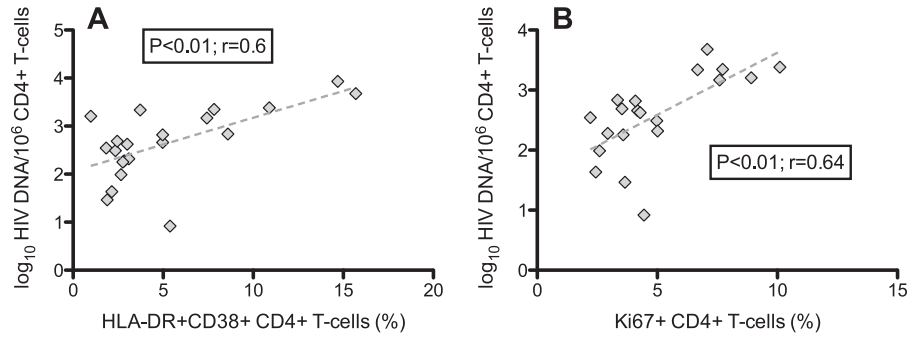 A
P<0.01; r=0.6
log10 HIV DNA/10^6 CD4+ T-cells
5
4
3
2
1
0
0 5 10 15 20
HLA-DR+CD38+ CD4+ T-cells (%)
B
P<0.01; r=0.64
log10 HIV DNA/10^6 CD4+ T-cells
4
3
2
1
0
0 5 10 15
Ki67+ CD4+ T-cells (%)